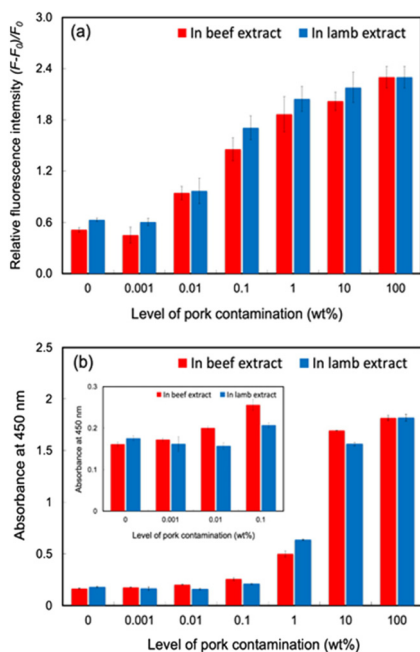 (a)
In beef extract In lamb extract
Relative fluorescence intensity (F-F0)/F0
3.0
2.4
1.8
1.2
0.6
0.0
0 0.001 0.01 0.1 1 10 100
Level of pork contamination (wt%)
(b)
In beef extract In lamb extract
Absorbance at 450 nm
2
1.5
1
0.5
0
In beef extract In lamb extract
Absorbance at 450 nm
0.3
0.2
0.1
0
0 0.001 0.01 0.1
Level of pork contamination (wt%)
0 0.001 0.01 0.1 1 10 100
Level of pork contamination (wt%)